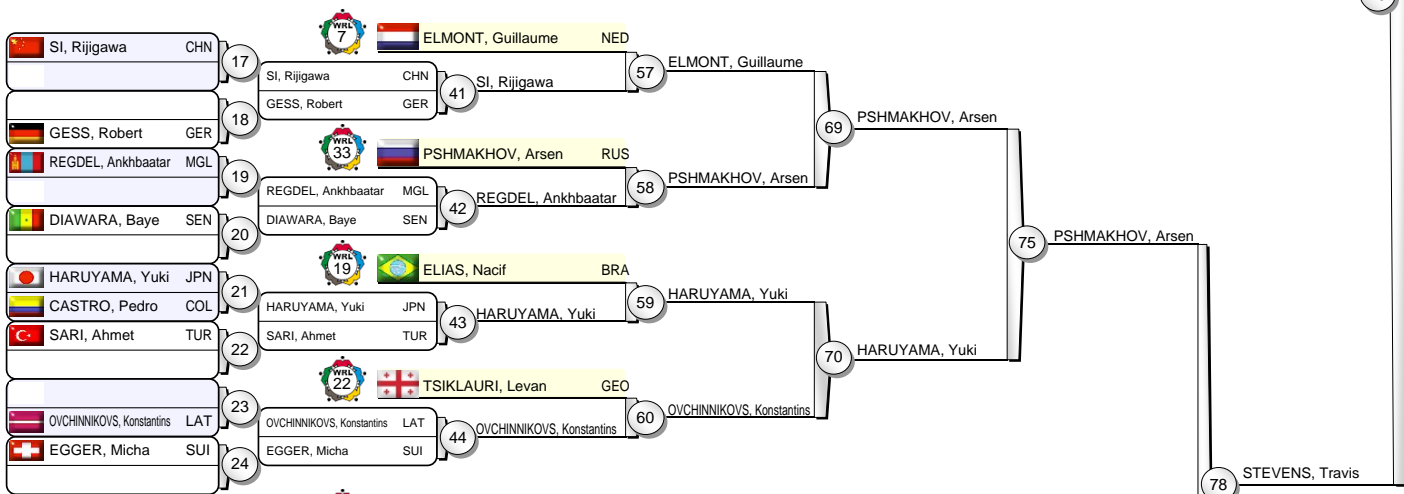 WRL
7
ELMONT, Guillaume NED
SI, Rijigawa CHN
17
SI, Rijigawa CHN
GESS, Robert GER
41
SI, Rijigawa
57
ELMONT, Guillaume
18
GESS, Robert GER
69
PSHMAKHOV, Arsen
WRL
33
PSHMAKHOV, Arsen RUS
REGDEL, Ankhbaatar MGL
19
REGDEL, Ankhbaatar MGL
DIAWARA, Baye SEN
42
REGDEL, Ankhbaatar
58
PSHMAKHOV, Arsen
DIAWARA, Baye SEN
20
75
PSHMAKHOV, Arsen
WRL
19
ELIAS, Nacif BRA
HARUYAMA, Yuki JPN
CASTRO, Pedro COL
21
HARUYAMA, Yuki JPN
SARI, Ahmet TUR
43
HARUYAMA, Yuki
59
HARUYAMA, Yuki
SARI, Ahmet TUR
22
70
HARUYAMA, Yuki
WRL
22
TSIKLAURI, Levan GEO
23
OVCHINNIKOVS, Konstantins LAT
OVCHINNIKOVS, Konstantins LAT
EGGER, Micha SUI
44
OVCHINNIKOVS, Konstantins
60
OVCHINNIKOVS, Konstantins
EGGER, Micha SUI
24
78
STEVENS, Travis